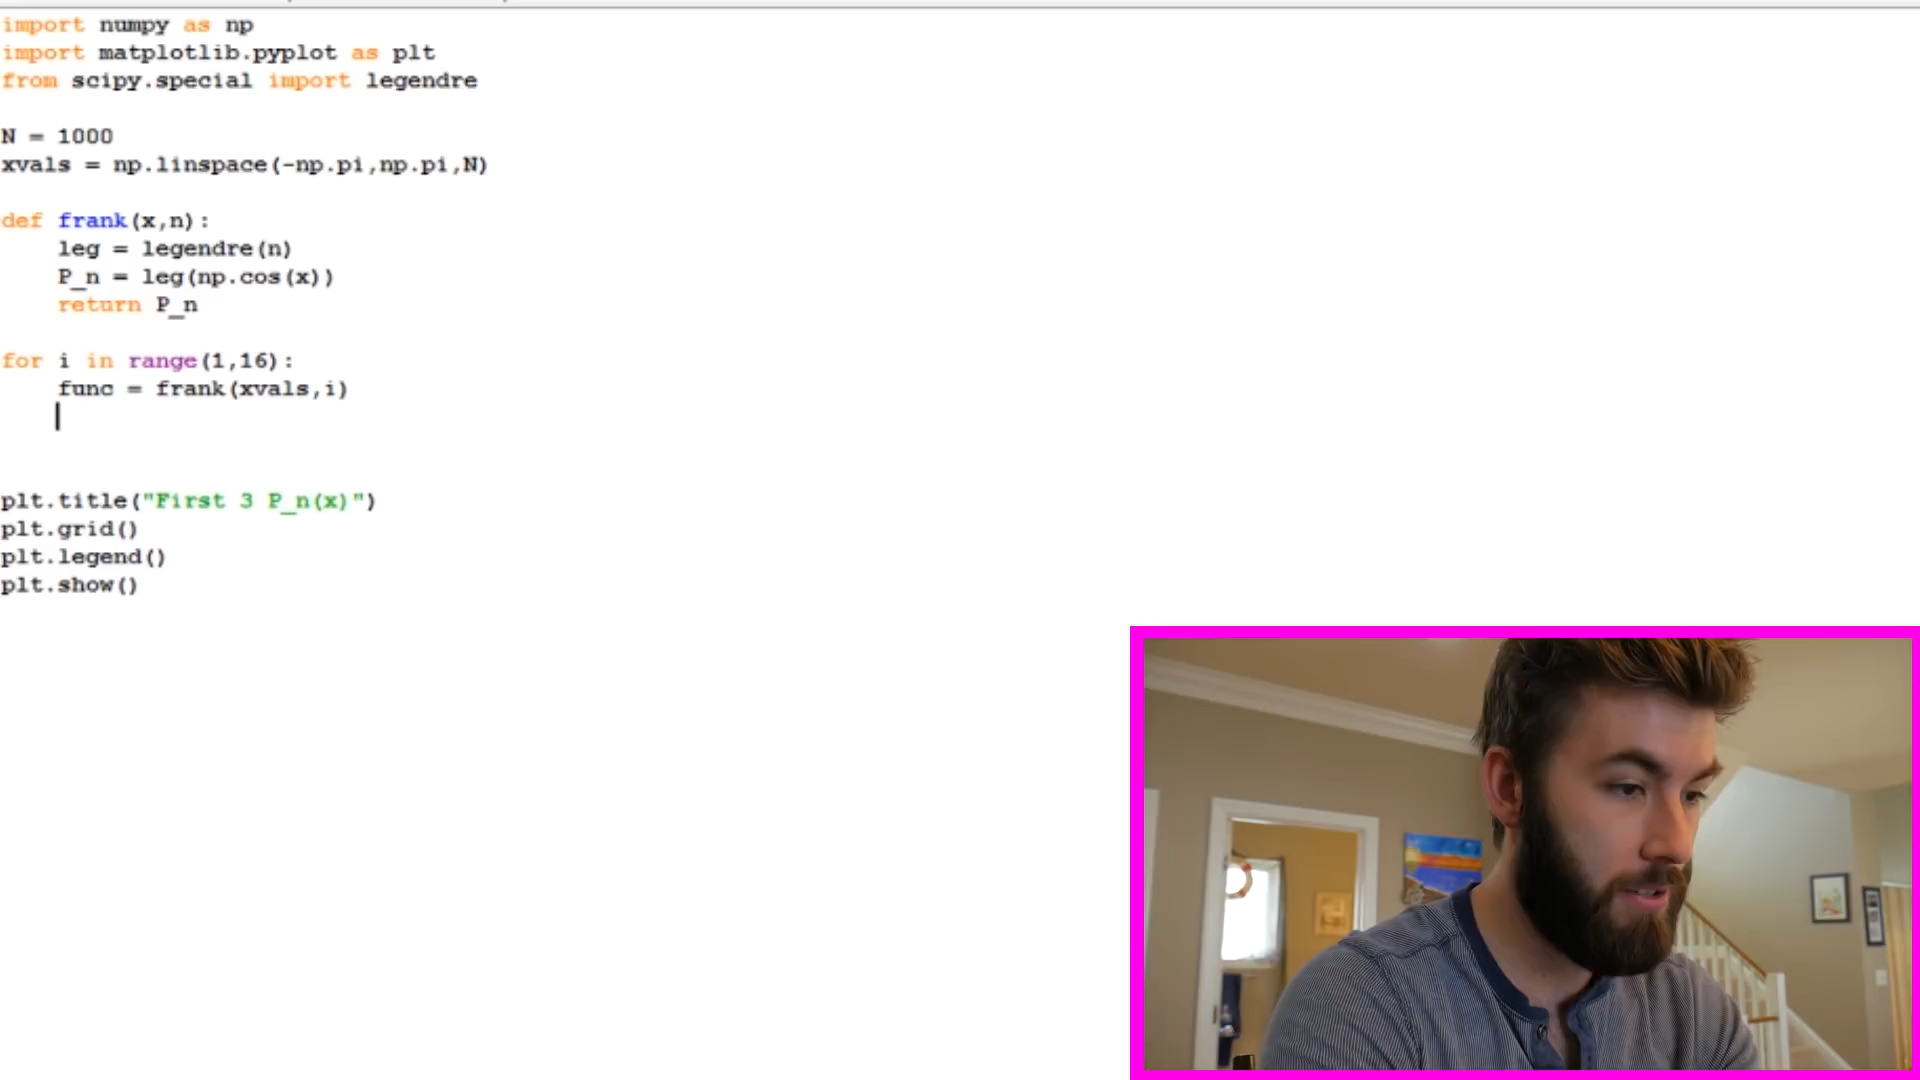 import numpy as np
import matplotlib.pyplot as plt
from scipy.special import legendre
N = 1000
xvals = np.linspace(-np.pi,np.pi,N)
def frank(x,n):
    leg = legendre(n)
    P_n = leg(np.cos(x))
    return P_n
for i in range(1,16):
    func = frank(xvals,i)
plt.title("First 3 P_n(x)")
plt.grid()
plt.legend()
plt.show()